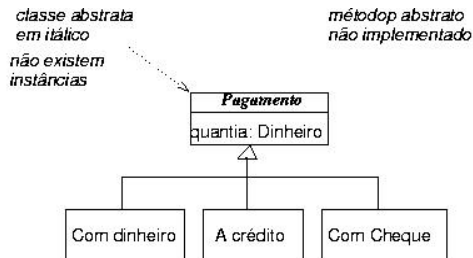 classe abstrata
em itálico
não existem
instâncias
métodop abstrato
não implementado
Pagamento
quantia: Dinheiro
Com dinheiro
A crédito
Com Cheque